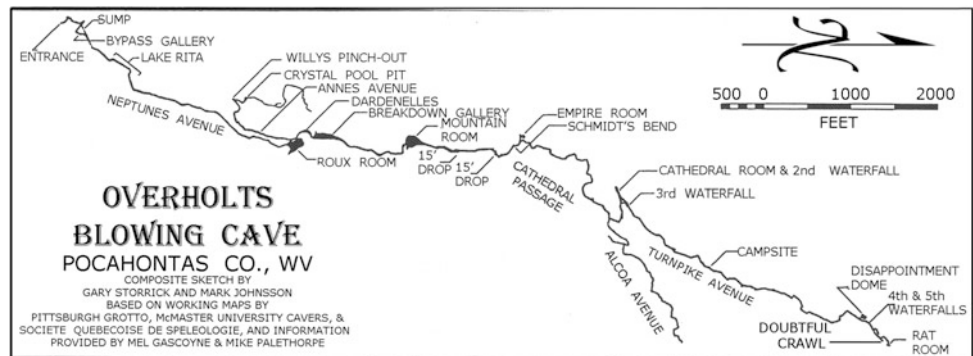 SUMP
BYPASS GALLERY
ENTRANCE
LAKE RITA
NEPTUNES AVENUE
WILLYS PINCH-OUT
CRYSTAL POOL PIT
ANNES AVENUE
DARDENELLES
BREAKDOWN GALLERY
MOUNTAIN
ROOM
ROUX ROOM
15'
DROP
15'
DROP
EMPIRE ROOM
SCHMIDT'S BEND
CATHEDRAL
PASSAGE
500 0 1000 2000
FEET
CATHEDRAL ROOM & 2nd WATERFALL
3rd WATERFALL
CAMPSITE
TURNPIKE AVENUE
ALCOA AVENUE
DISAPPOINTMENT
DOME
4th & 5th
WATERFALLS
DOUBTFUL
CRAWL
RAT
ROOM
OVERHOLTS
BLOWING CAVE
POCAHONTAS CO., WV
COMPOSITE SKETCH BY
GARY STORRICK AND MARK JOHNSSON
BASED ON WORKING MAPS BY
PITTSBURGH GROTTO, McMASTER UNIVERSITY CAVERS, &
SOCIETE QUEBECOISE DE SPELEOLOGIE, AND INFORMATION
PROVIDED BY MEL GASCOYNE & MIKE PALETHORPE